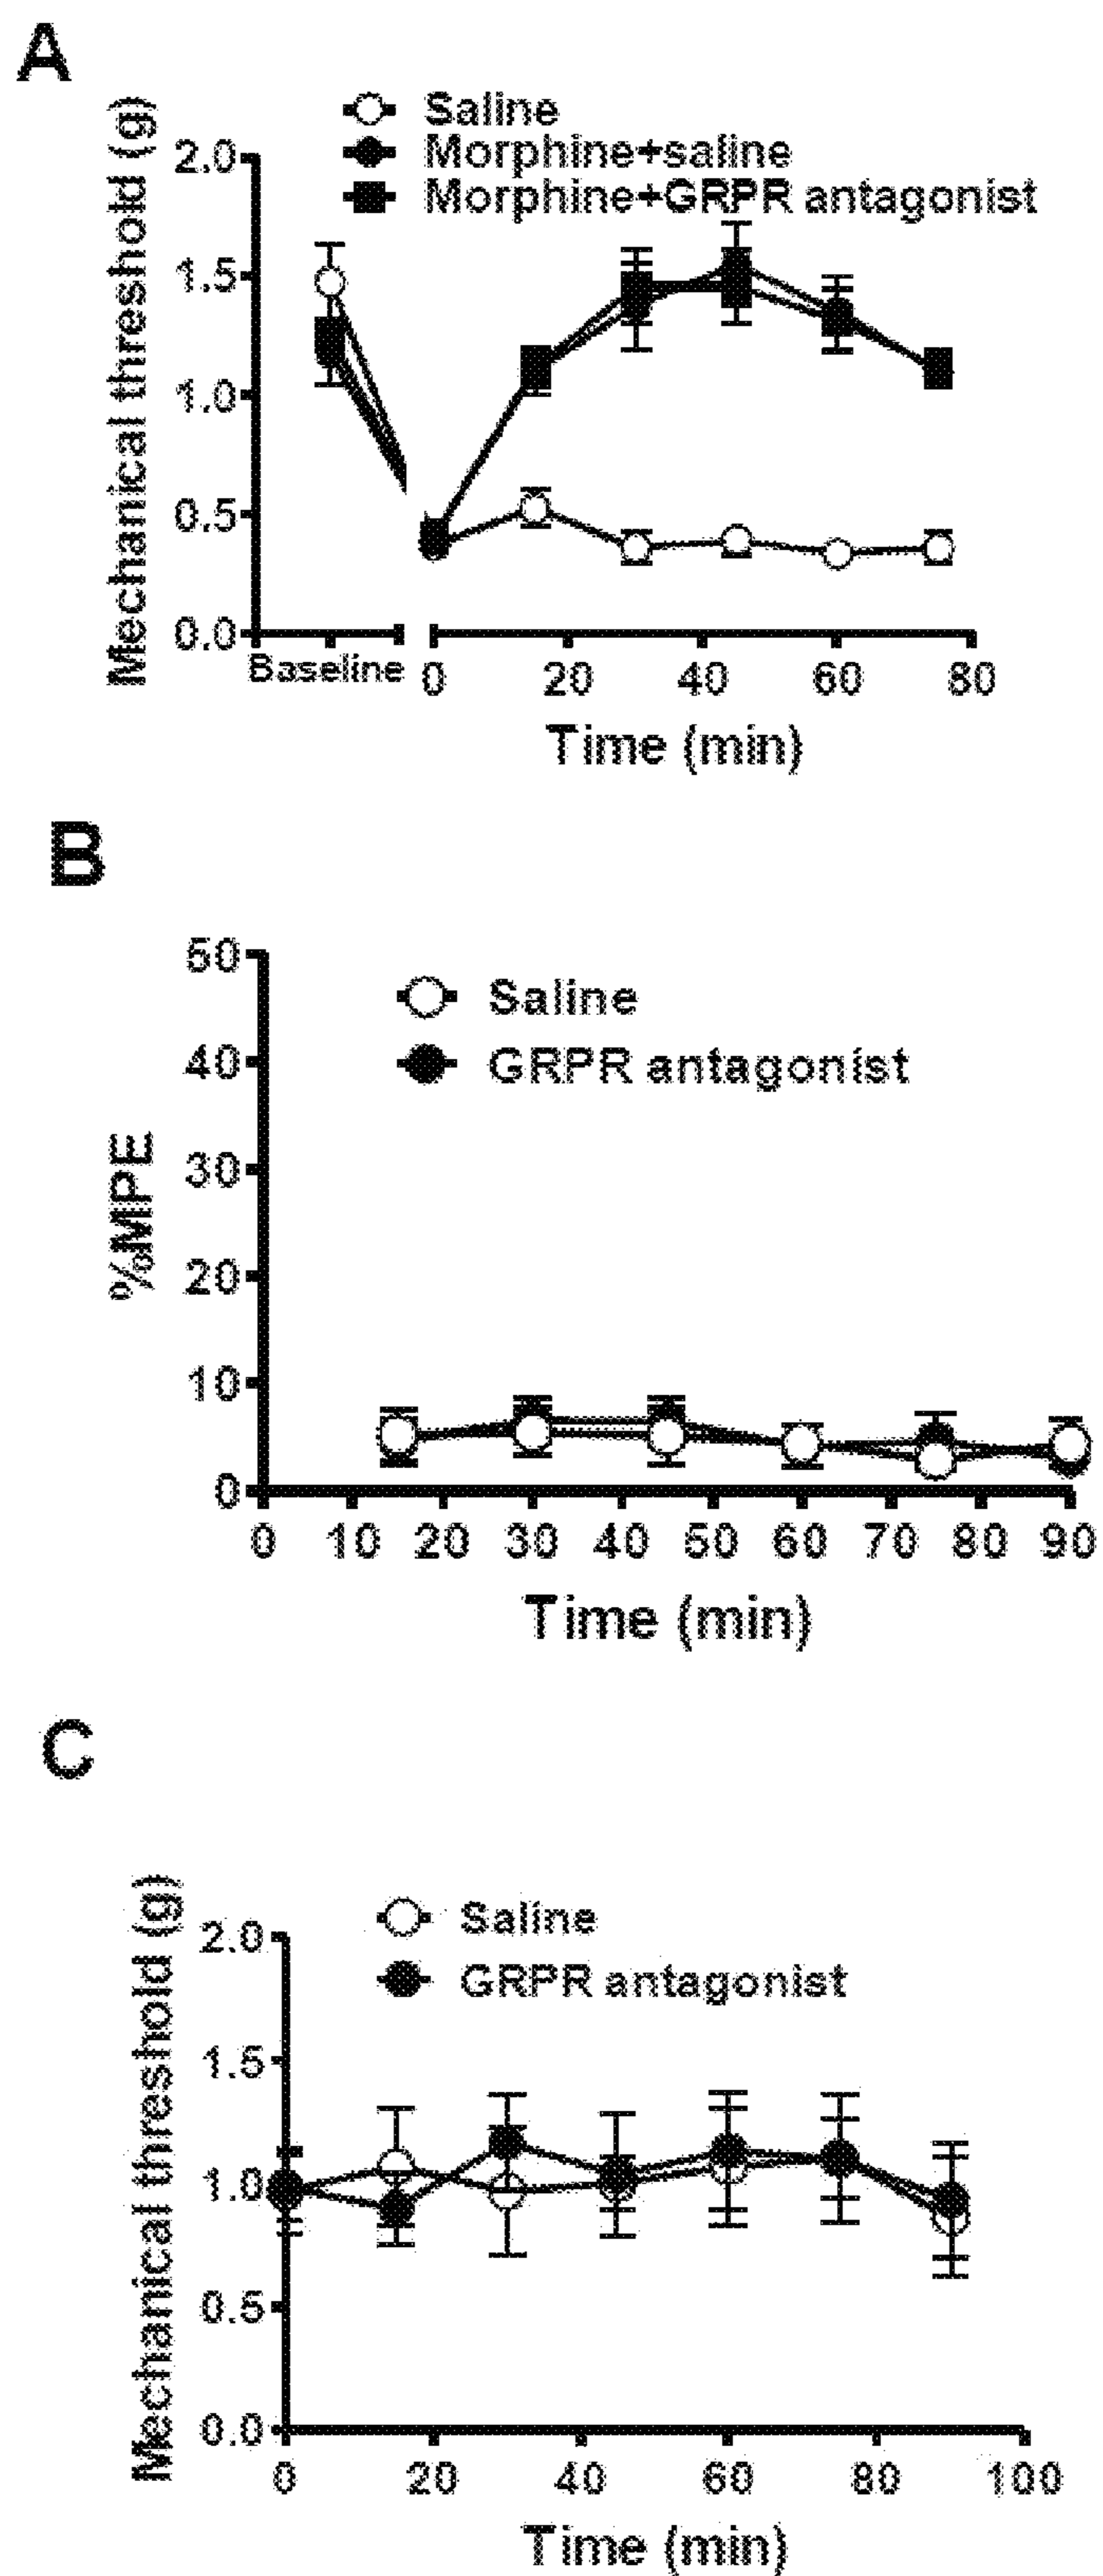 A
Saline
Morphine+saline
Morphine+GRPR antagonist
Mechanical threshold (g)
2.0
1.5
1.0
0.5
0.0
Baseline
0 20 40 60 80
Time (min)
B
Saline
GRPR antagonist
%MPE
50
40
30
20
10
0
0 10 20 30 40 50 60 70 80 90
Time (min)
C
Saline
GRPR antagonist
Mechanical threshold (g)
2.0
1.5
1.0
0.5
0.0
0 20 40 60 80 100
Time (min)